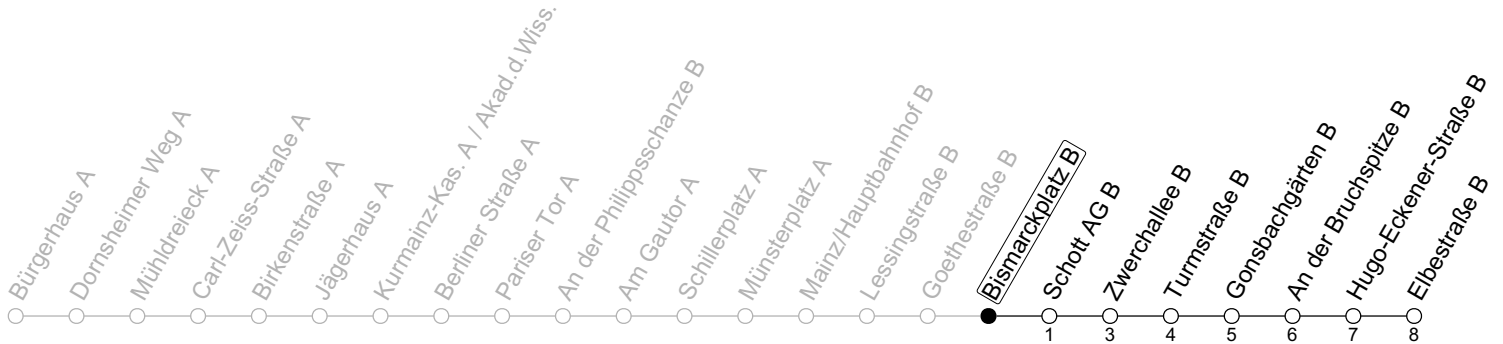 Bürgerhaus A
Dornsheimer Weg A
Mühldreieck A
Carl-Zeiss-Straße A
Birkenstraße A
Jägerhaus A
Kurmainz-Kas. A / Akad.d.Wiss.
Berliner Straße A
Pariser Tor A
An der Philippsschanze B
Am Gautor A
Schillerplatz A
Münsterplatz A
Mainz/Hauptbahnhof B
Lessingstraße B
Goethestraße B
Bismarckplatz B
Schott AG B
Zwerchallee B
Turmstraße B
Gonsbachgärten B
An der Bruchspitze B
Hugo-Eckener-Straße B
Elbestraße B
1 3 4 5 6 7 8